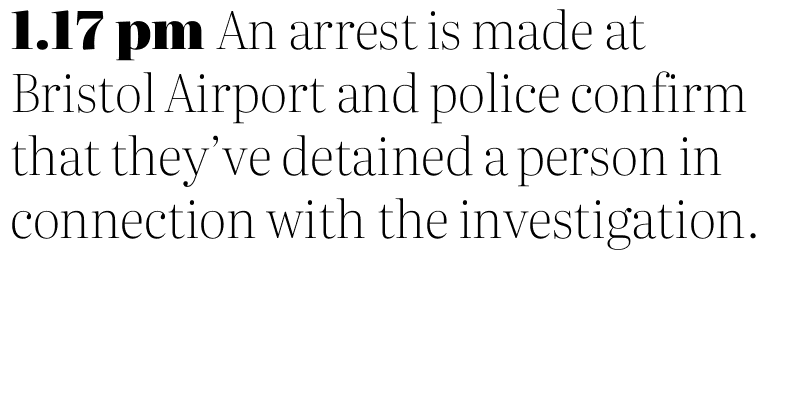 1.17 pm An arrest is made at
Bristol Airport and police confirm
that they’ve detained a person in
connection with the investigation.